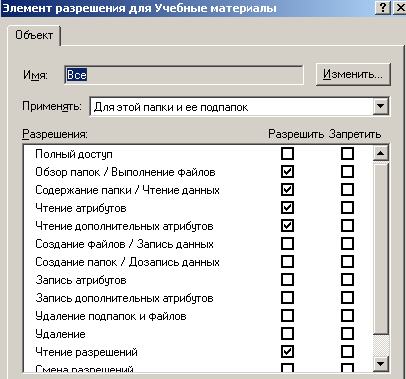 Элемент разрешения для Учебные материалы
Объект
Имя: Все Изменить...
Применять: Для этой папки и ее подпапок
Разрешения: Разрешить Запретить
Полный доступ
Обзор папок / Выполнение файлов
Содержание папки / Чтение данных
Чтение атрибутов
Чтение дополнительных атрибутов
Создание файлов / Запись данных
Создание папок / Дозапись данных
Запись атрибутов
Запись дополнительных атрибутов
Удаление подпапок и файлов
Удаление
Чтение разрешений
Смена разрешений